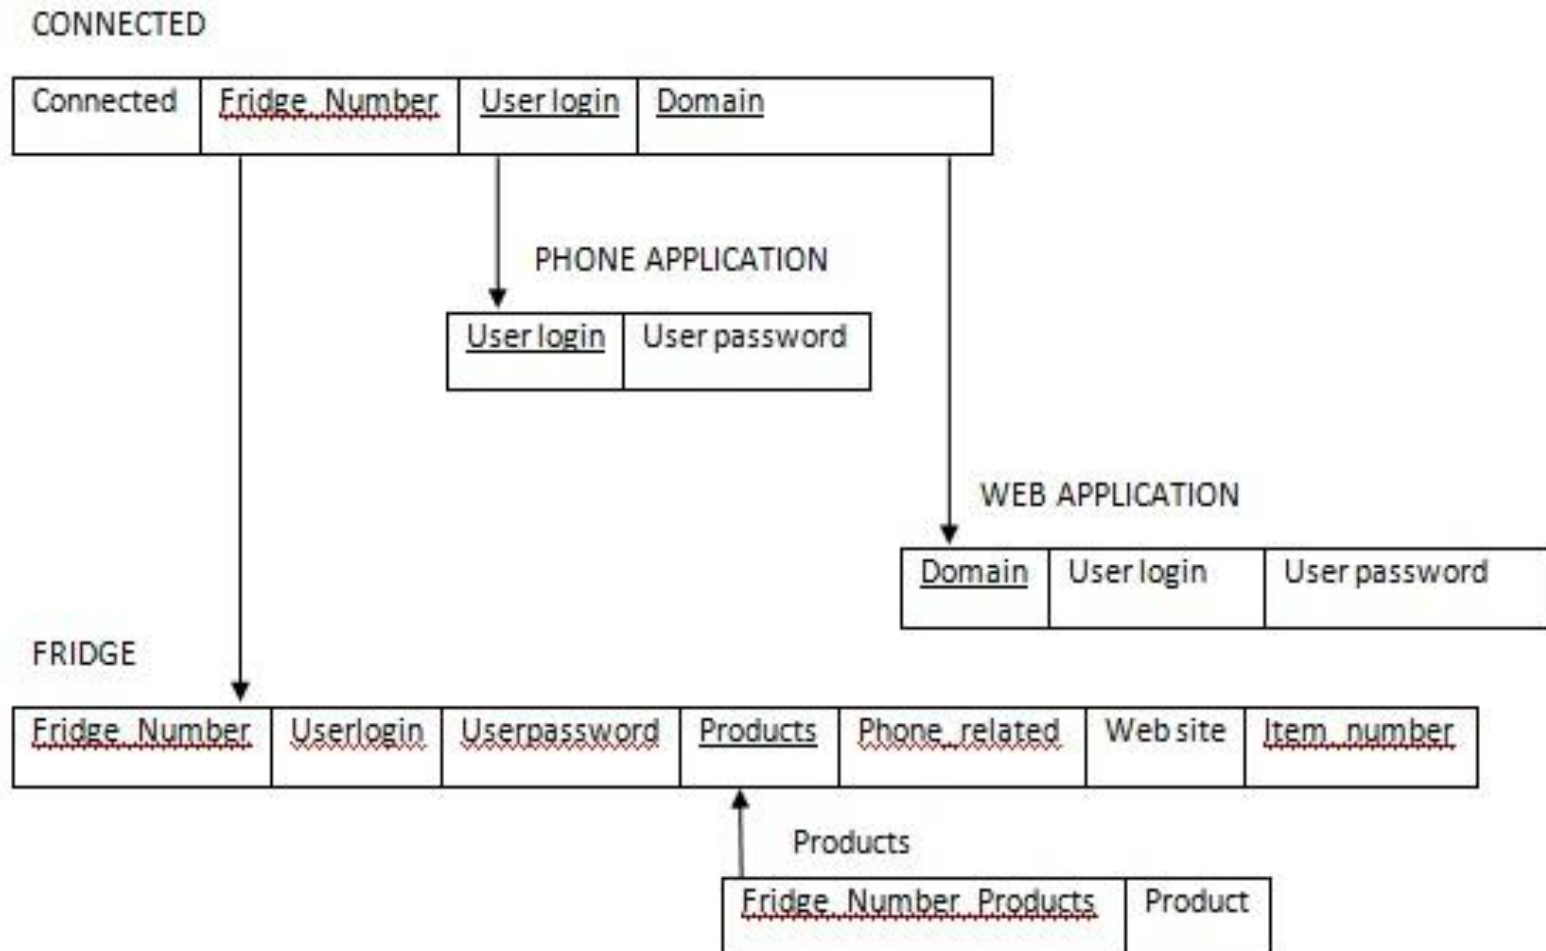 CONNECTED
Connected Fridge_Number User login Domain
PHONE APPLICATION
User login User password
WEB APPLICATION
Domain User login User password
FRIDGE
Fridge_Number Userlogin Userpassword Products Phone_related Web site Item_number
Products
Fridge_Number_Products Product